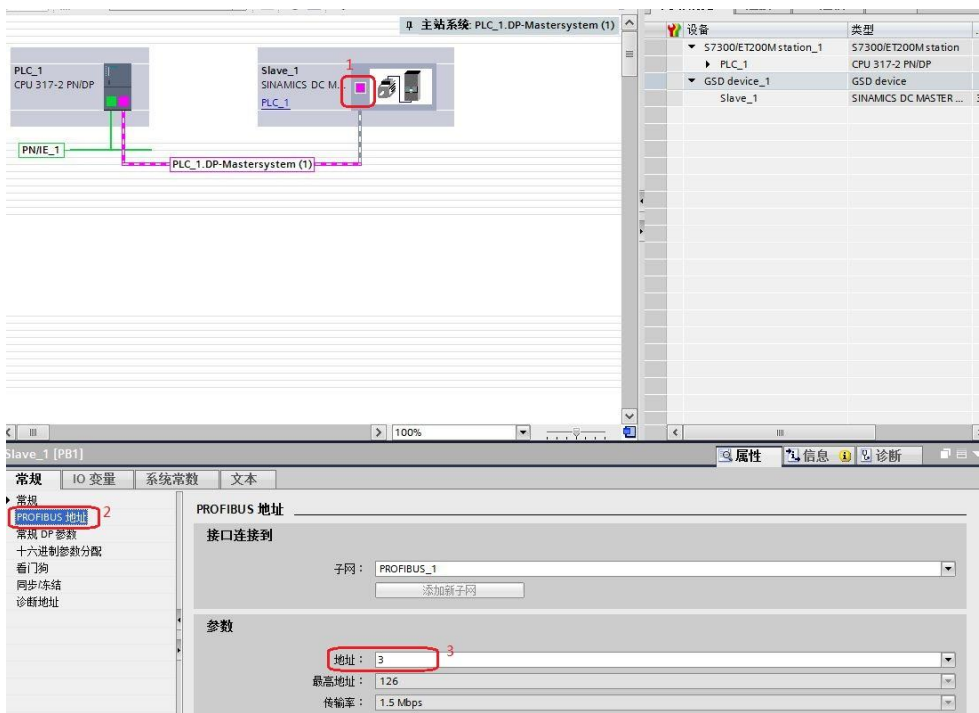 主站系统: PLC_1.DP-Mastersystem (1)
PLC_1
CPU 317-2 PN/DP
Slave_1
SINAMICS DC M...
PLC_1
1
PN/IE_1
PLC_1.DP-Mastersystem (1)
设备
类型
S7300/ET200M station_1
S7300/ET200M station
PLC_1
CPU 317-2 PN/DP
GSD device_1
GSD device
Slave_1
SINAMICS DC MASTER ...
100%
Slave_1 [PB1]
属性
信息
诊断
常规
IO 变量
系统常数
文本
常规
PROFIBUS 地址
2
常规 DP 参数
十六进制参数分配
看门狗
同步/冻结
诊断地址
PROFIBUS 地址
接口连接到
子网:
PROFIBUS_1
添加新子网
参数
地址:
3
3
最高地址:
126
传输率:
1.5 Mbps